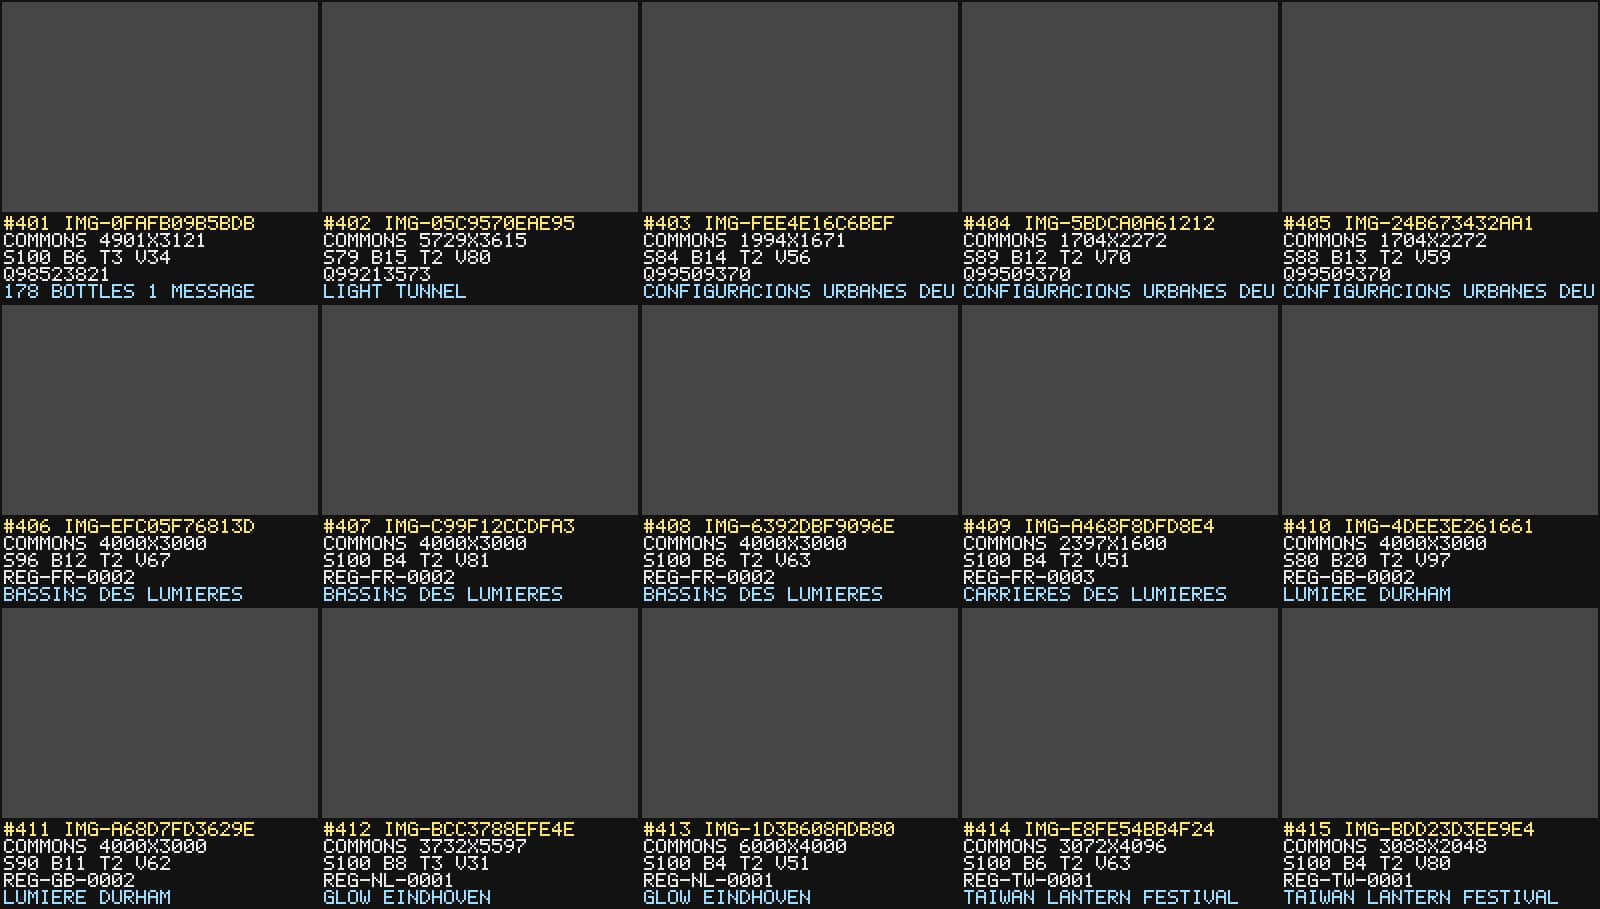 #401 IMG-0FAFB09B5BDB
COMMONS 4901X3121
S100 B6 T3 V34
Q98523821
178 BOTTLES 1 MESSAGE
#402 IMG-05C9570EAE95
COMMONS 5729X3615
S79 B15 T2 V80
Q99213573
LIGHT TUNNEL
#403 IMG-FEE4E16C6BEF
COMMONS 1994X1671
S84 B14 T2 V56
Q99509370
CONFIGURACIONS URBANES DEU
#404 IMG-5BDCA0A61212
COMMONS 1704X2272
S89 B12 T2 V70
Q99509370
CONFIGURACIONS URBANES DEU
#405 IMG-24B673432AA1
COMMONS 1704X2272
S88 B13 T2 V59
Q99509370
CONFIGURACIONS URBANES DEU
#406 IMG-EFC05F76813D
COMMONS 4000X3000
S96 B12 T2 V67
REG-FR-0002
BASSINS DES LUMIERES
#407 IMG-C99F12CCDFA3
COMMONS 4000X3000
S100 B4 T2 V81
REG-FR-0002
BASSINS DES LUMIERES
#408 IMG-6392DBF9096E
COMMONS 4000X3000
S100 B6 T2 V63
REG-FR-0002
BASSINS DES LUMIERES
#409 IMG-A468F8DFD8E4
COMMONS 2397X1600
S100 B4 T2 V51
REG-FR-0003
CARRIERES DES LUMIERES
#410 IMG-4DEE3E261661
COMMONS 4000X3000
S80 B20 T2 V97
REG-GB-0002
LUMIERE DURHAM
#411 IMG-A68D7FD3629E
COMMONS 4000X3000
S90 B11 T2 V62
REG-GB-0002
LUMIERE DURHAM
#412 IMG-BCC3788EFE4E
COMMONS 3732X5597
S100 B8 T3 V31
REG-NL-0001
GLOW EINDHOVEN
#413 IMG-1D3B608ADB80
COMMONS 6000X4000
S100 B4 T2 V51
REG-NL-0001
GLOW EINDHOVEN
#414 IMG-E8FE54BB4F24
COMMONS 3072X4096
S100 B6 T2 V63
REG-TW-0001
TAIWAN LANTERN FESTIVAL
#415 IMG-BDD23D3EE9E4
COMMONS 3088X2048
S100 B4 T2 V80
REG-TW-0001
TAIWAN LANTERN FESTIVAL